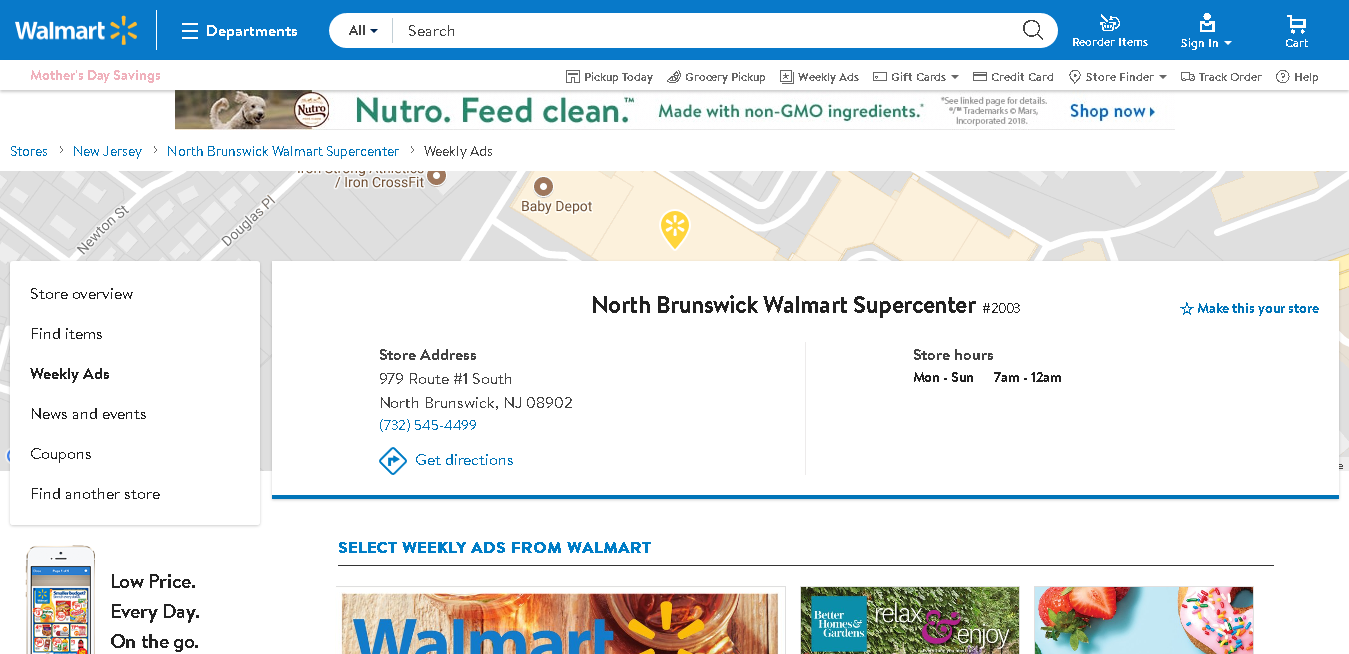 Walmart
Departments
All
Search
Reorder Items
Sign In
Cart
Mother's Day Savings
Pickup Today
Grocery Pickup
Weekly Ads
Gift Cards
Credit Card
Store Finder
Track Order
Help
Nutro
Nutro. Feed clean.™
Made with non-GMO ingredients.*
*See linked page for details.
®/™ Trademarks © Mars,
Incorporated 2018.
Shop now
Stores > New Jersey > North Brunswick Walmart Supercenter > Weekly Ads
Iron Strong Athletics
/ Iron CrossFit
Baby Depot
Newton St
Douglas Pl
Store overview
Find items
Weekly Ads
News and events
Coupons
Find another store
North Brunswick Walmart Supercenter #2003
Make this your store
Store Address
979 Route #1 South
North Brunswick, NJ 08902
(732) 545-4499
Get directions
Store hours
Mon - Sun 7am - 12am
SELECT WEEKLY ADS FROM WALMART
Low Price.
Every Day.
On the go.
Walmart
Better
Homes
& Gardens
relax
& enjoy